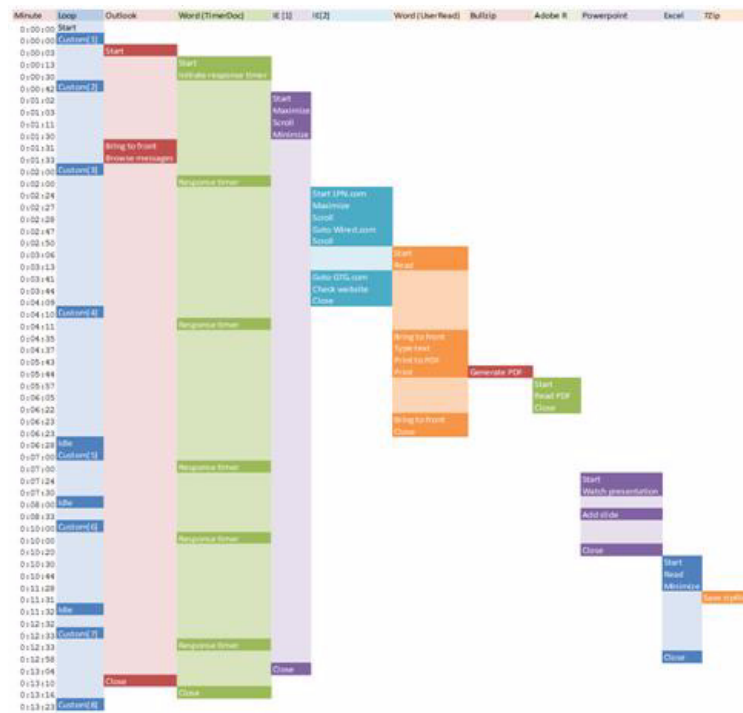 Minute Loop Outlook Word (TimerDoc) IE [1] IE[2] Word (UserRead) Bullzip Adobe R Powerpoint Excel 7Zip
0:00:00 Start
0:00:00 Custom[1]
0:00:03 Start
0:00:13 Start
0:00:30 Initiate response timer
0:00:42 Custom[2]
0:01:02 Start
0:01:03 Maximize
0:01:11 Scroll
0:01:30 Minimize
0:01:31 Bring to front
0:01:33 Browse messages
0:02:00 Custom[3]
0:02:00 Response timer
0:02:24 Start LPN.com
0:02:27 Maximize
0:02:28 Scroll
0:02:47 Goto Wired.com
0:02:50 Scroll
0:03:06 Start
0:03:13 Read
0:03:41 Goto GTG.com
0:03:44 Check website
0:04:09 Close
0:04:10 Custom[4]
0:04:11 Response timer
0:04:35 Bring to front
0:04:37 Type text
0:05:43 Print to PDF
0:05:44 Print Generate PDF
0:05:57 Start
0:06:05 Read PDF
0:06:22 Close
0:06:23 Bring to front
0:06:23 Close
0:06:28 Idle
0:07:00 Custom[5]
0:07:00 Response timer
0:07:24 Start
0:07:30 Watch presentation
0:08:00 Idle
0:08:33 Add slide
0:10:00 Custom[6]
0:10:00 Response timer
0:10:20 Close
0:10:30 Start
0:10:44 Read
0:11:28 Minimize
0:11:31 Save
0:11:32 Idle
0:12:32
0:12:33 Custom[7]
0:12:33 Response timer
0:12:58 Close
0:13:04 Close
0:13:10 Close
0:13:16 Close
0:13:23 Custom[8]